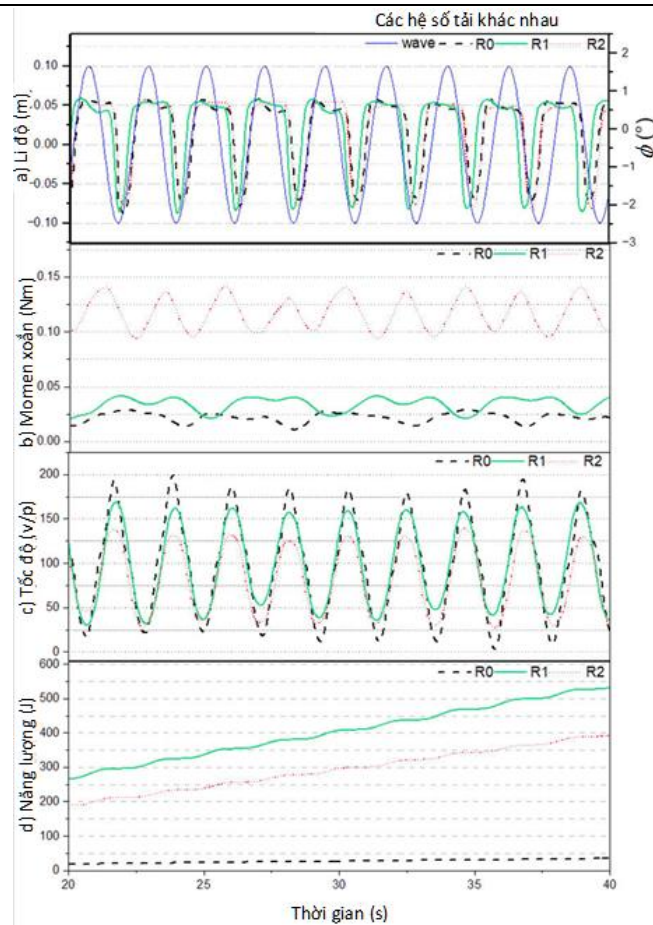 Các hệ số tải khác nhau
wave R0 R1 R2
a) Li độ (m)
0.10
0.05
0.00
−0.05
−0.10
2
1
0
−1
−2
−3
ϕ (°)
R0 R1 R2
b) Momen xoắn (Nm)
0.15
0.10
0.05
0.00
R0 R1 R2
c) Tốc độ (v/p)
200
150
100
50
0
R0 R1 R2
d) Năng lượng (J)
600
500
400
300
200
100
0
20 25 30 35 40
Thời gian (s)